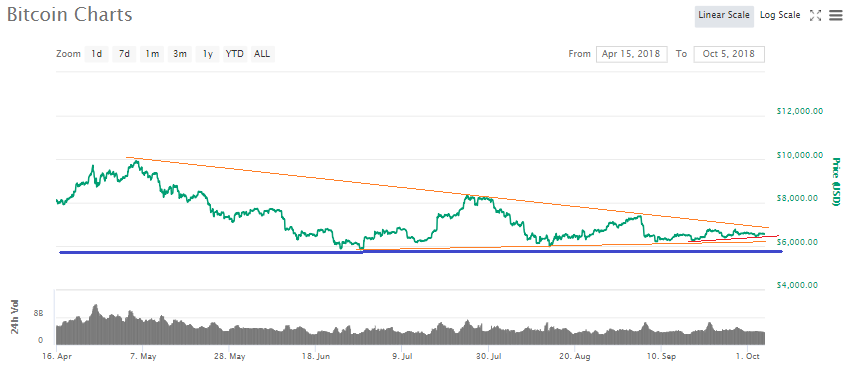 Bitcoin Charts
Linear Scale Log Scale
Zoom 1d 7d 1m 3m 1y YTD ALL From Apr 15, 2018 To Oct 5, 2018
$12,000.00
$10,000.00
$8,000.00
$6,000.00
$4,000.00
Price (USD)
24h Vol
88
0
16. Apr 7. May 28. May 18. Jun 9. Jul 30. Jul 20. Aug 10. Sep 1. Oct